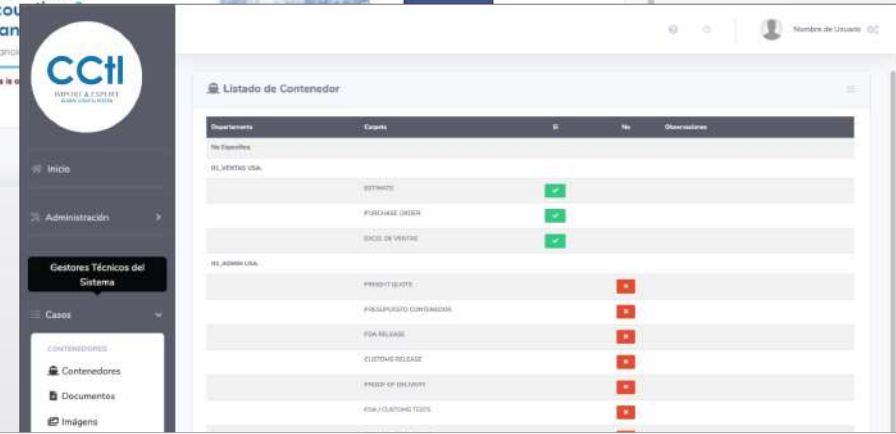 CCtl
IMPORT & EXPORT
Nombre de Usuario
Listado de Contenedor
Departamento Carpeta Si No Observaciones
No Especifica
01_VENTAS USA.
ESTIMATE
PURCHASE ORDER
EXCEL DE VENTAS
02_ADMIN USA.
FREIGHT QUOTE
PRESUPUESTO CONTENEDOR
FDA RELEASE
CUSTOMS RELEASE
PROOF OF DELIVERY
FDA / CUSTOMS TESTS
Inicio
Administración
Gestores Técnicos del
Sistema
Casos
CONTENEDORES
Contenedores
Documentos
Imágens